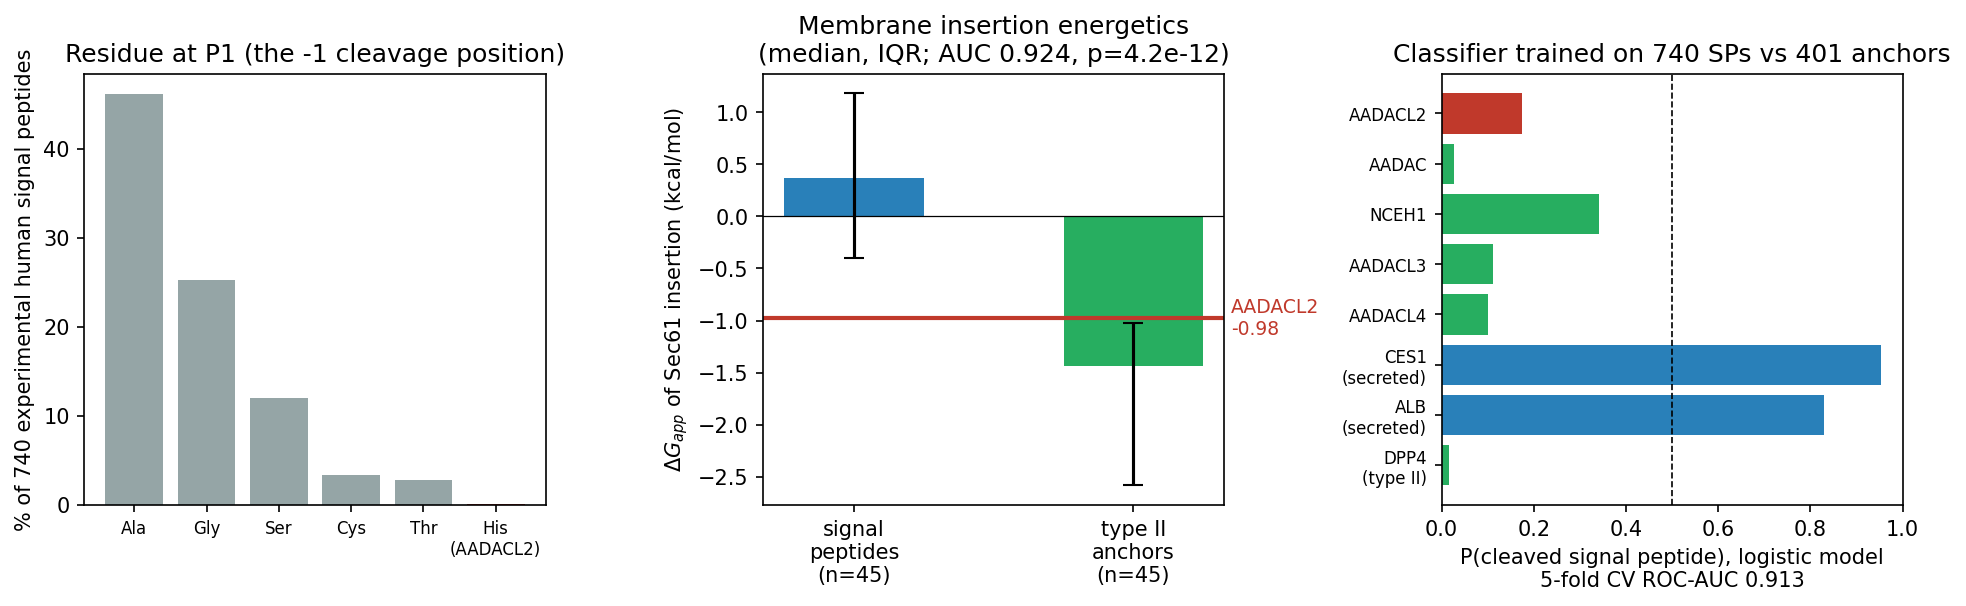 Residue at P1 (the -1 cleavage position)
% of 740 experimental human signal peptides
40
30
20
10
0
Ala
Gly
Ser
Cys
Thr
His
(AADACL2)
Membrane insertion energetics
(median, IQR; AUC 0.924, p=4.2e-12)
ΔG_app of Sec61 insertion (kcal/mol)
1.0
0.5
0.0
−0.5
−1.0
−1.5
−2.0
−2.5
AADACL2
-0.98
signal
peptides
(n=45)
type II
anchors
(n=45)
Classifier trained on 740 SPs vs 401 anchors
AADACL2
AADAC
NCEH1
AADACL3
AADACL4
CES1
(secreted)
ALB
(secreted)
DPP4
(type II)
0.0
0.2
0.4
0.6
0.8
1.0
P(cleaved signal peptide), logistic model
5-fold CV ROC-AUC 0.913